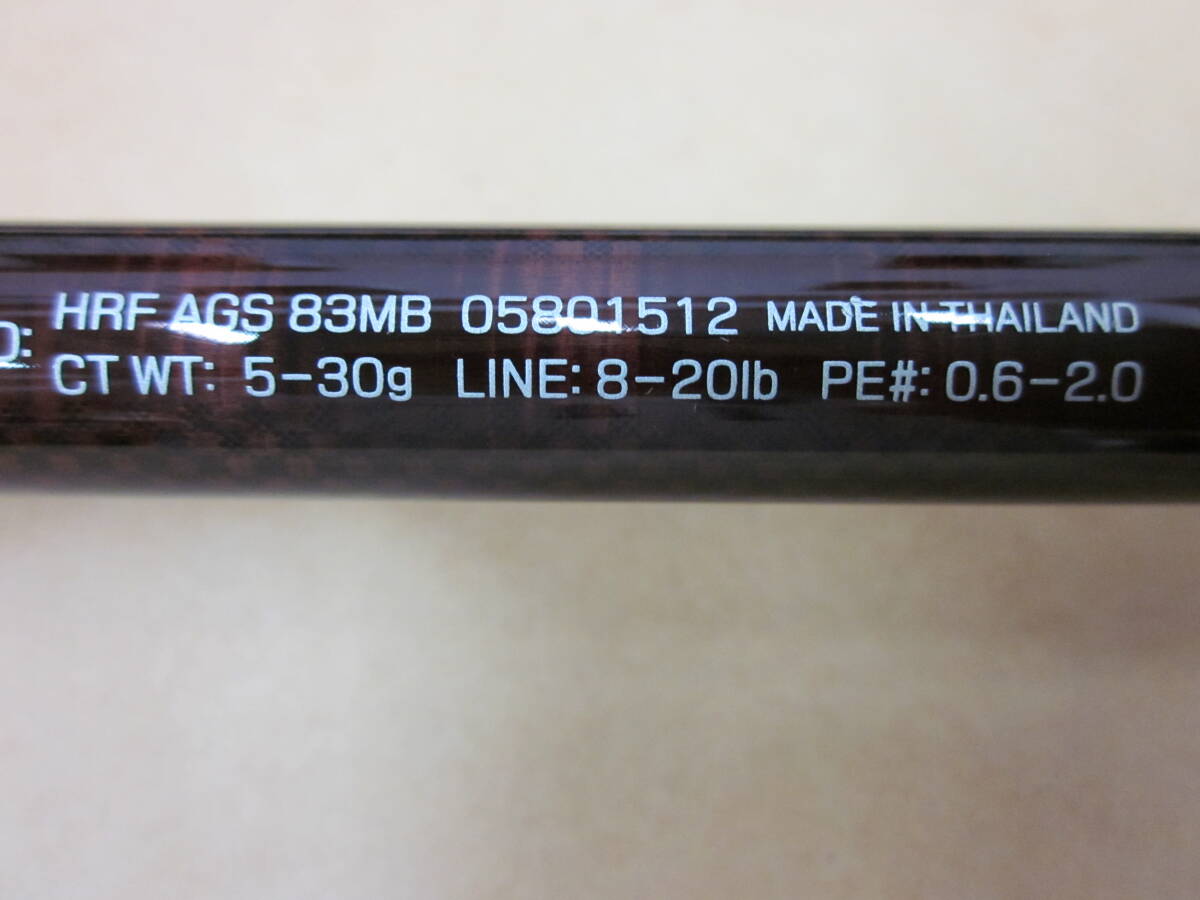 HRF AGS 83MB 05801512 MADE IN THAILAND
CT WT: 5-30g LINE: 8-20lb PE#: 0.6-2.0